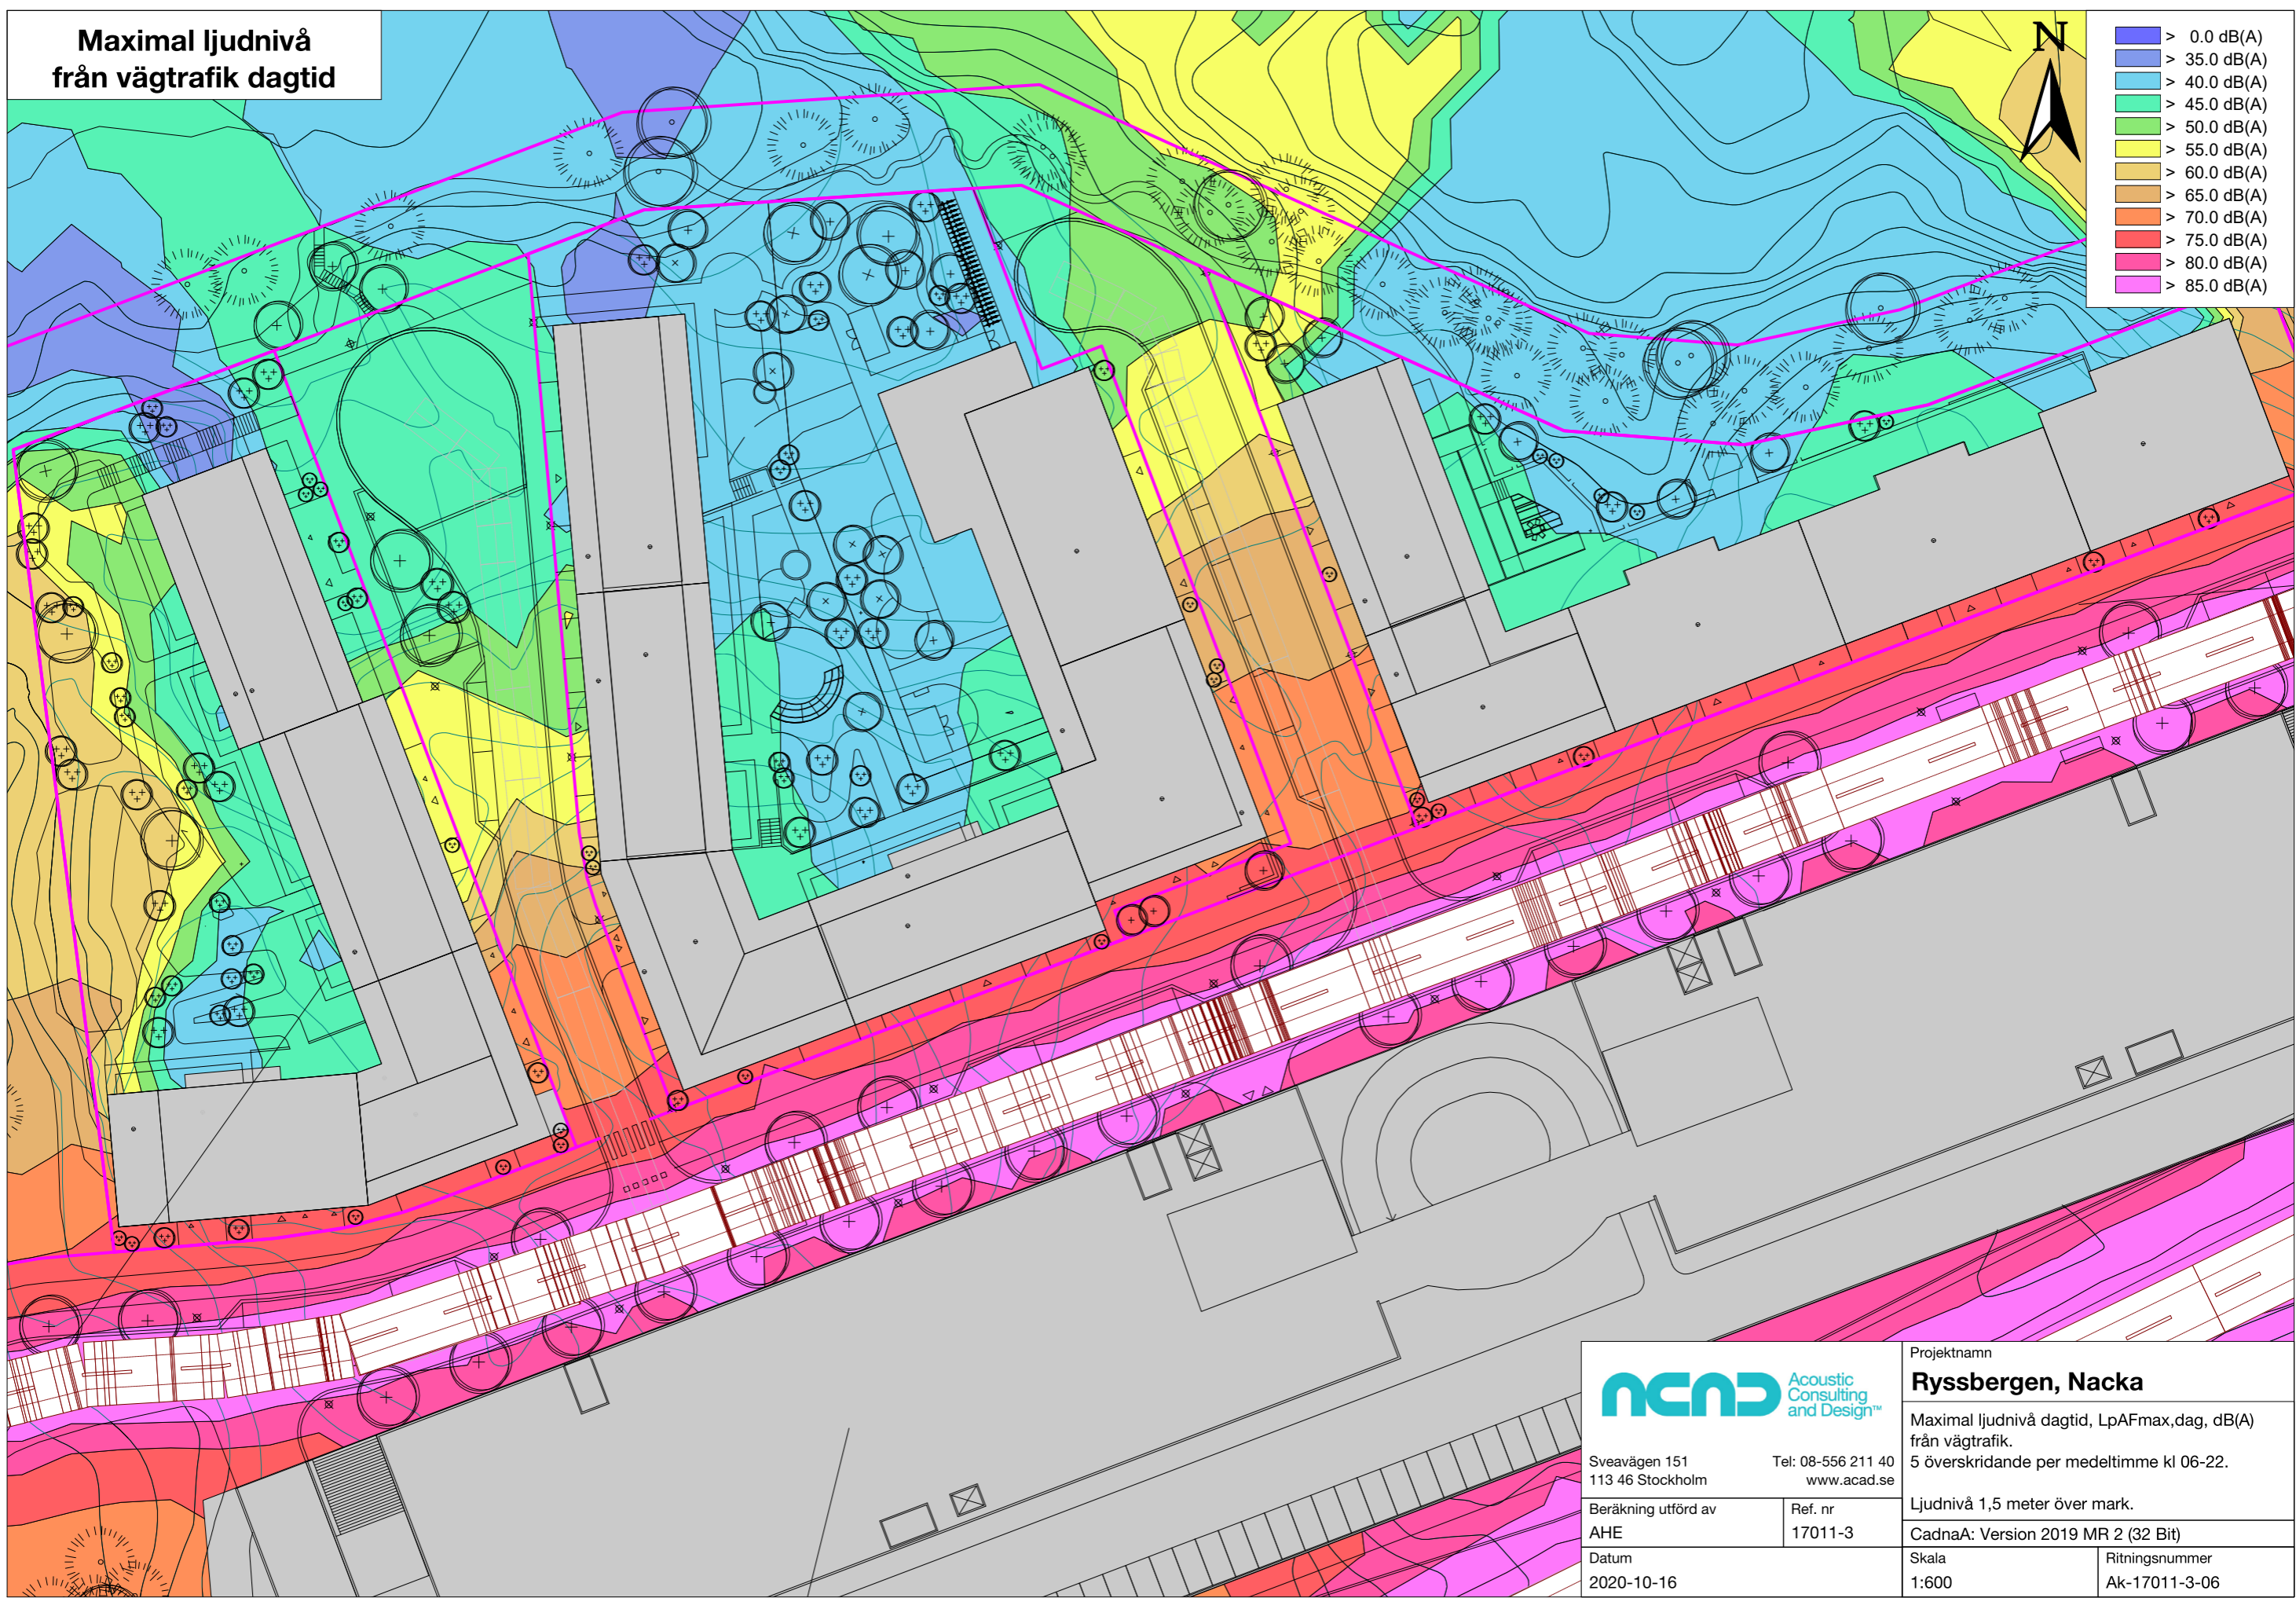 Maximal ljudnivå
från vägtrafik dagtid
N
> 0.0 dB(A)
> 35.0 dB(A)
> 40.0 dB(A)
> 45.0 dB(A)
> 50.0 dB(A)
> 55.0 dB(A)
> 60.0 dB(A)
> 65.0 dB(A)
> 70.0 dB(A)
> 75.0 dB(A)
> 80.0 dB(A)
> 85.0 dB(A)
ACAD
Acoustic
Consulting
and Design™
Sveavägen 151
113 46 Stockholm
Tel: 08-556 211 40
www.acad.se
Beräkning utförd av
AHE
Ref. nr
17011-3
Datum
2020-10-16
Projektnamn
Ryssbergen, Nacka
Maximal ljudnivå dagtid, LpAFmax,dag, dB(A)
från vägtrafik.
5 överskridande per medeltimme kl 06-22.
Ljudnivå 1,5 meter över mark.
CadnaA: Version 2019 MR 2 (32 Bit)
Skala
1:600
Ritningsnummer
Ak-17011-3-06